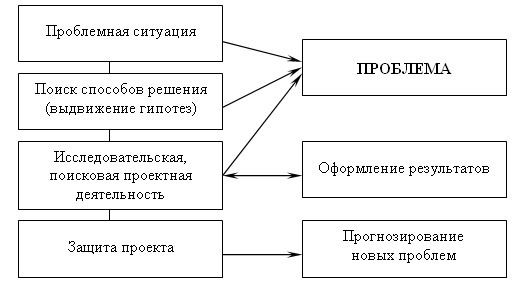 Проблемная ситуация
ПРОБЛЕМА
Поиск способов решения
(выдвижение гипотез)
Исследовательская,
поисковая проектная
деятельность
Оформление результатов
Защита проекта
Прогнозирование
новых проблем